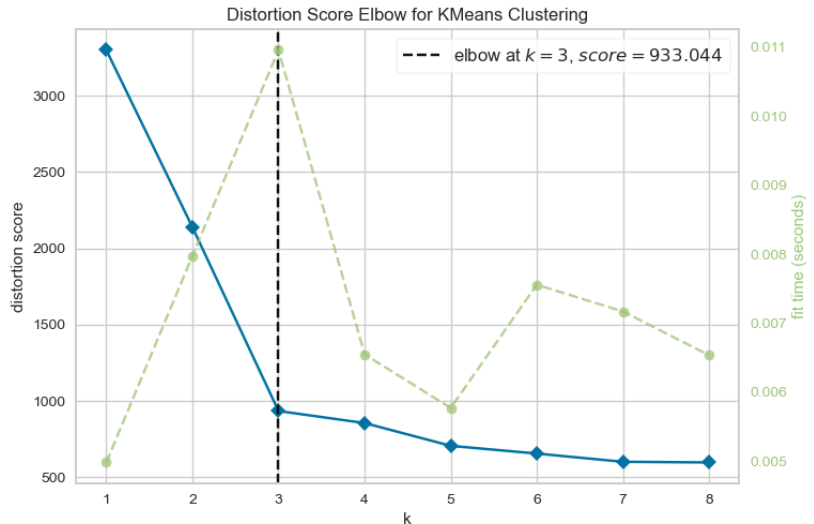 Distortion Score Elbow for KMeans Clustering
elbow at k = 3, score = 933.044
distortion score
3000
2500
2000
1500
1000
500
0.011
0.010
0.009
0.008
0.007
0.006
0.005
fit time (seconds)
1 2 3 4 5 6 7 8
k